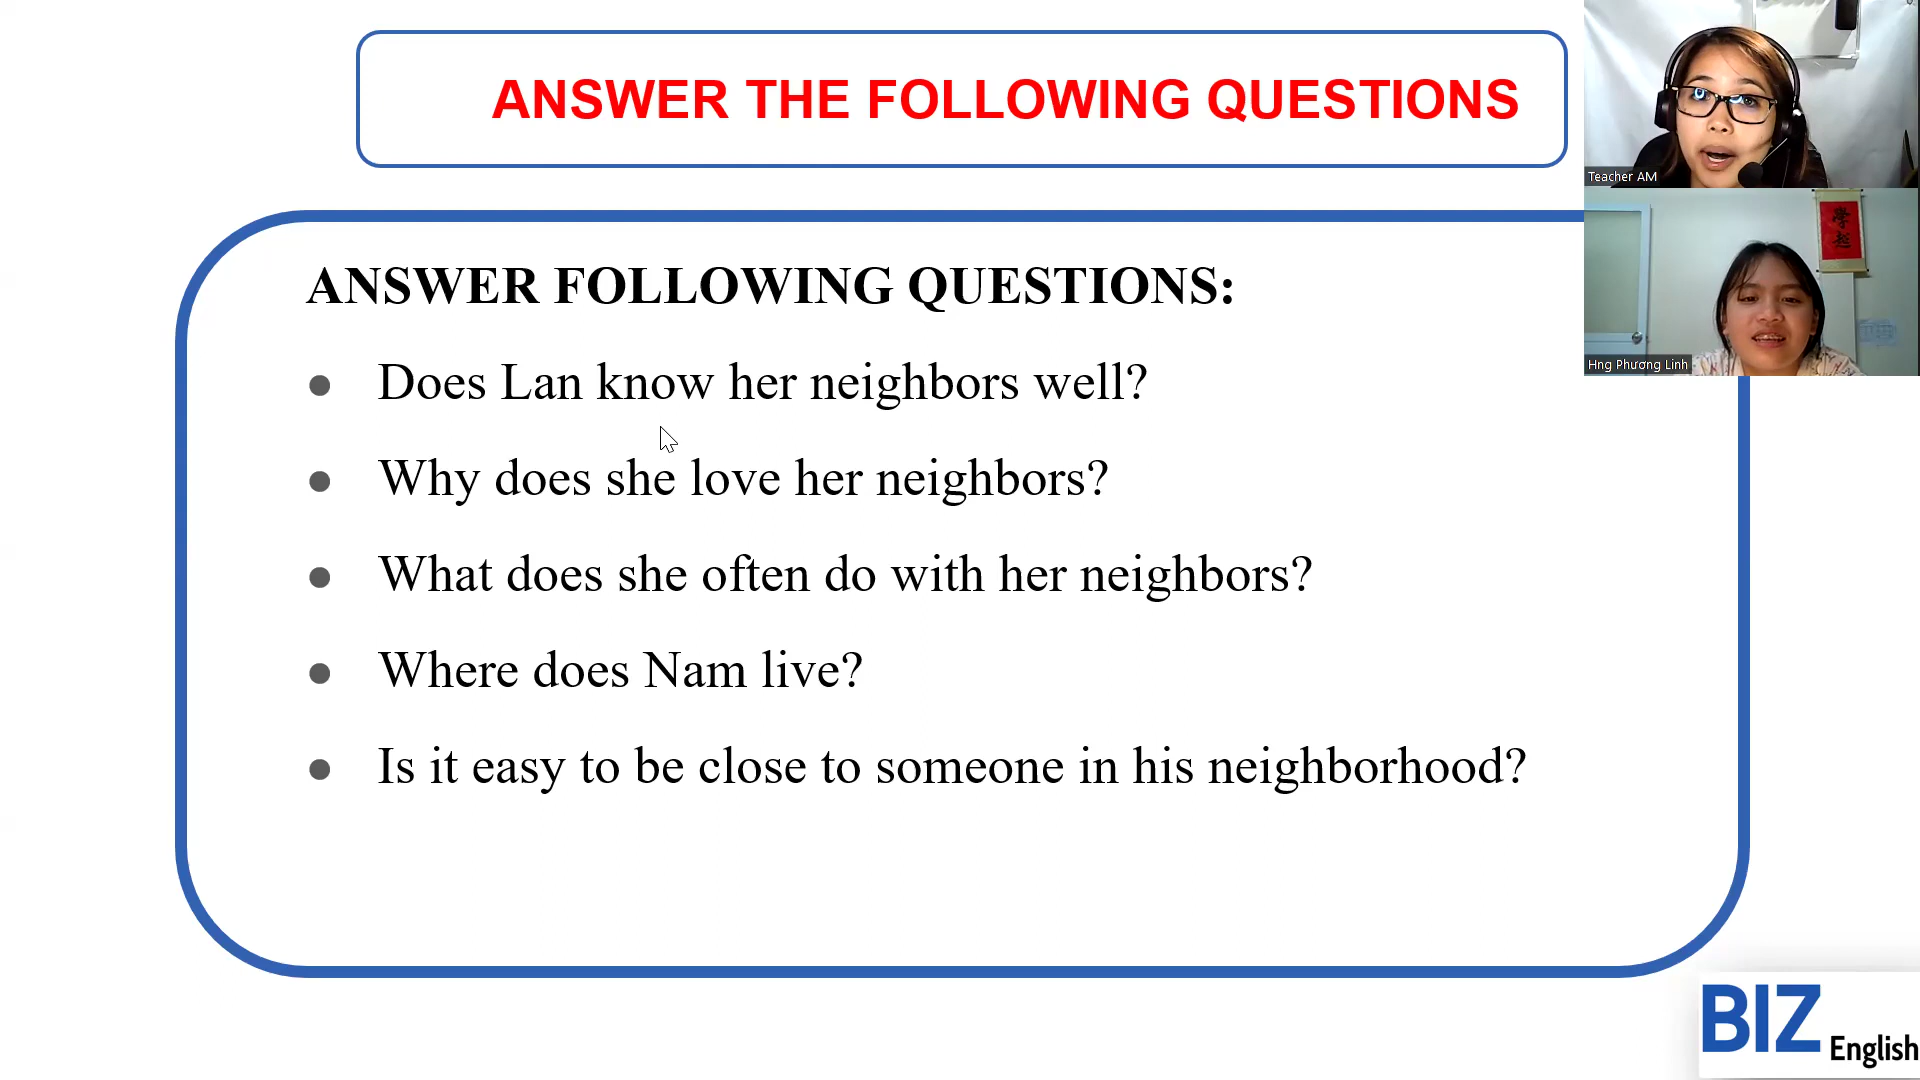 ANSWER THE FOLLOWING QUESTIONS
Teacher AM
ANSWER FOLLOWING QUESTIONS:
學
Hng Phương Linh
Does Lan know her neighbors well?
Why does she love her neighbors?
What does she often do with her neighbors?
Where does Nam live?
Is it easy to be close to someone in his neighborhood?
BIZ English